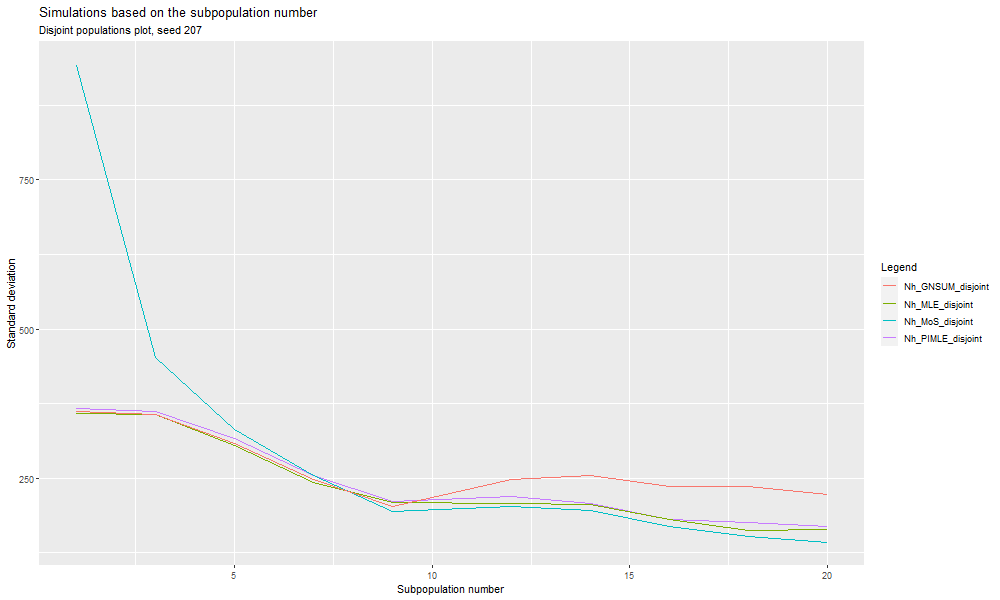 Simulations based on the subpopulation number
Disjoint populations plot, seed 207
Standard deviation
750
500
250
5
10
15
20
Subpopulation number
Legend
Nh_GNSUM_disjoint
Nh_MLE_disjoint
Nh_MoS_disjoint
Nh_PIMLE_disjoint